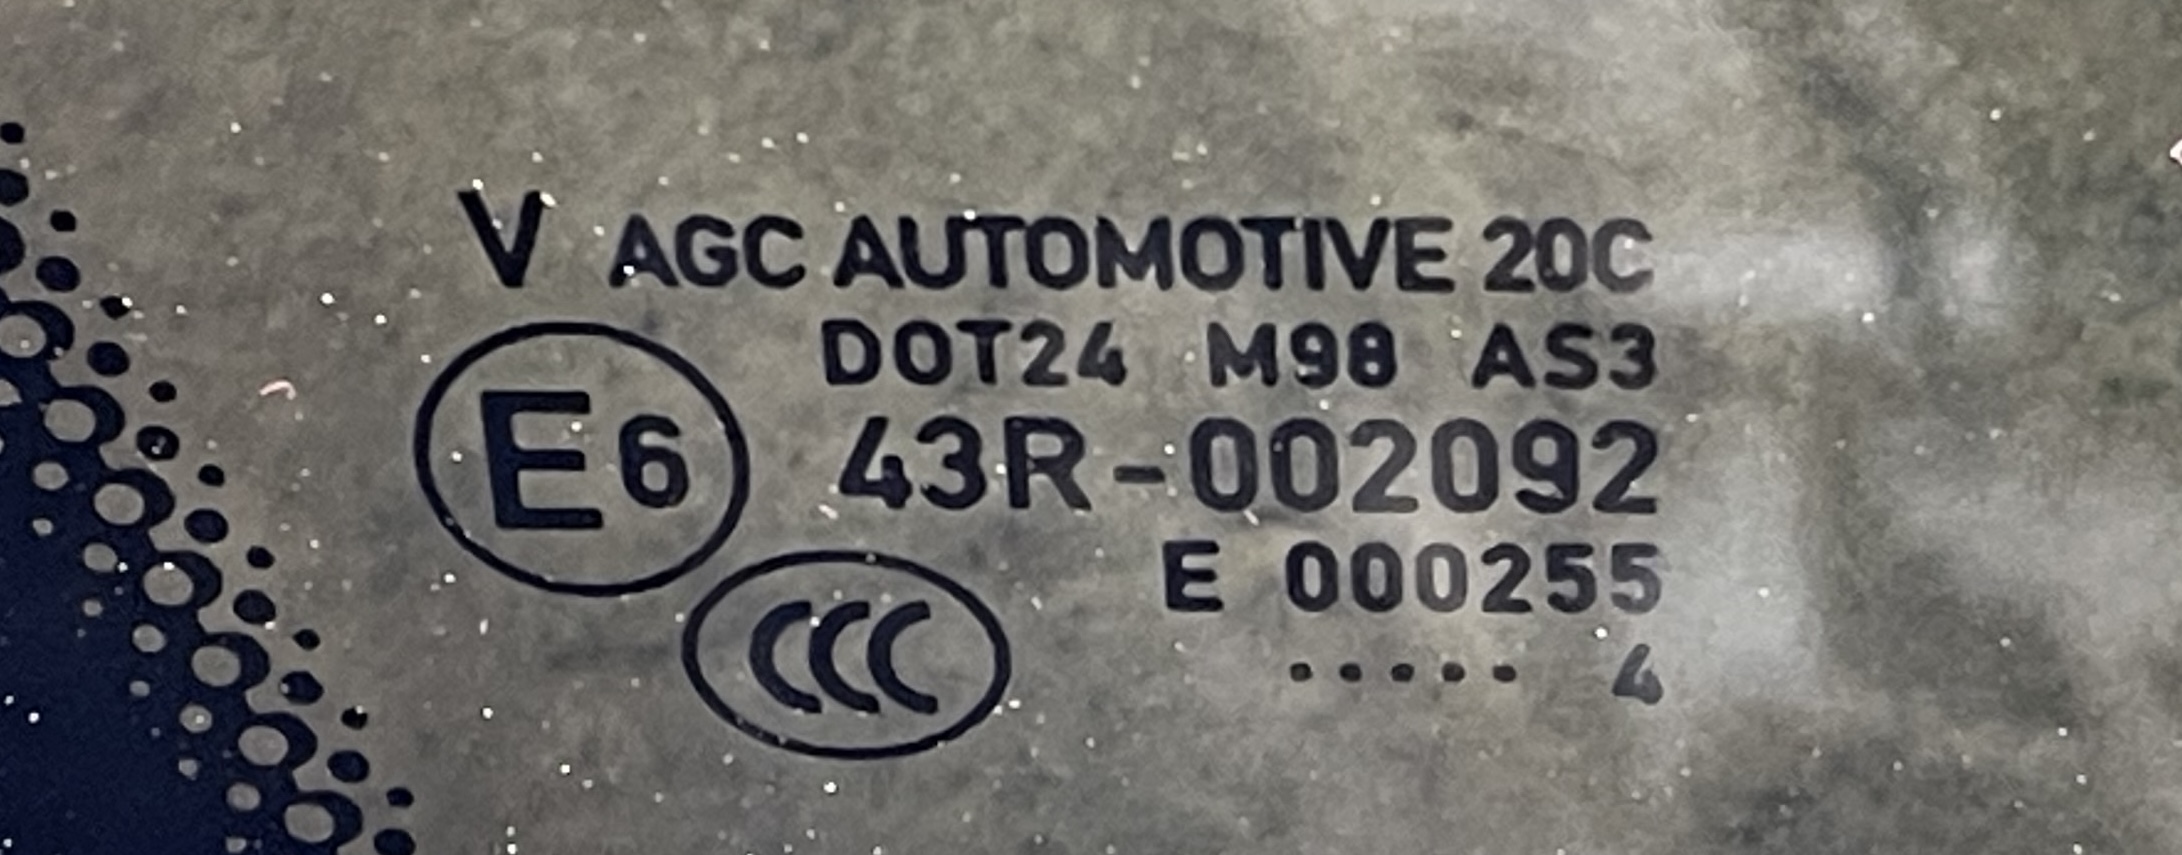 V AGC AUTOMOTIVE 20C
DOT24 M98 AS3
E6 43R-002092
E 000255
CCC
..... 4